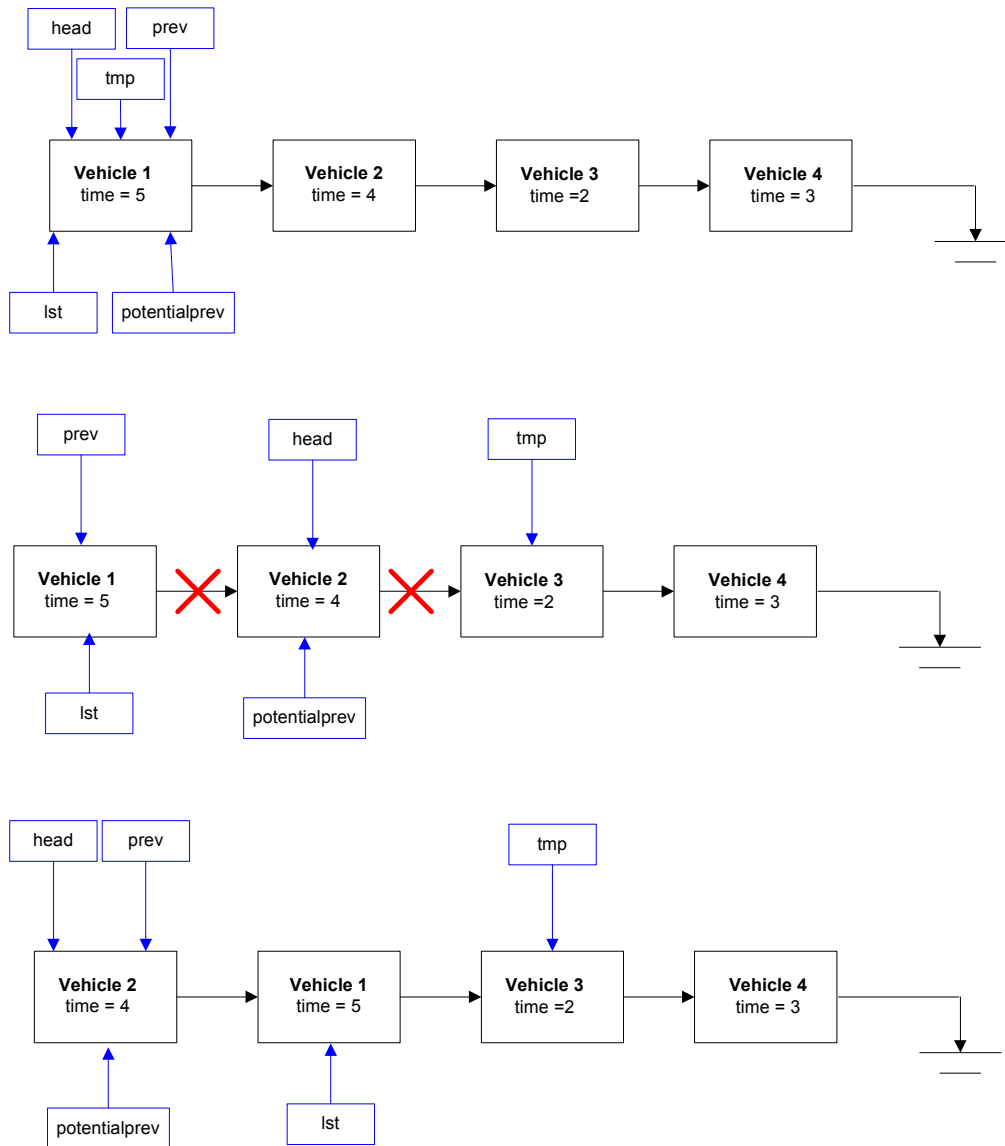 head
prev
tmp
Vehicle 1
time = 5
Vehicle 2
time = 4
Vehicle 3
time =2
Vehicle 4
time = 3
lst
potentialprev
prev
head
tmp
Vehicle 1
time = 5
Vehicle 2
time = 4
Vehicle 3
time =2
Vehicle 4
time = 3
lst
potentialprev
head
prev
tmp
Vehicle 2
time = 4
Vehicle 1
time = 5
Vehicle 3
time =2
Vehicle 4
time = 3
potentialprev
lst